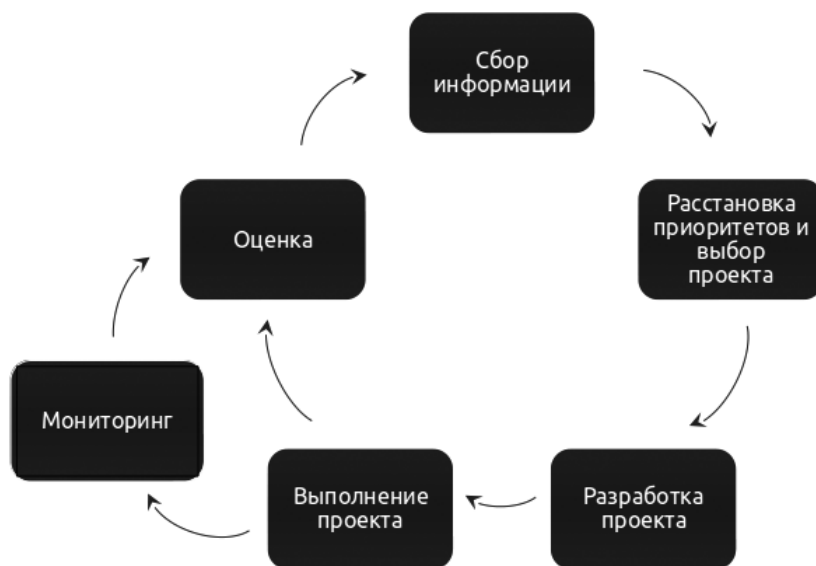 Сбор
информации
Расстановка
приоритетов и
выбор
проекта
Оценка
Мониторинг
Выполнение
проекта
Разработка
проекта